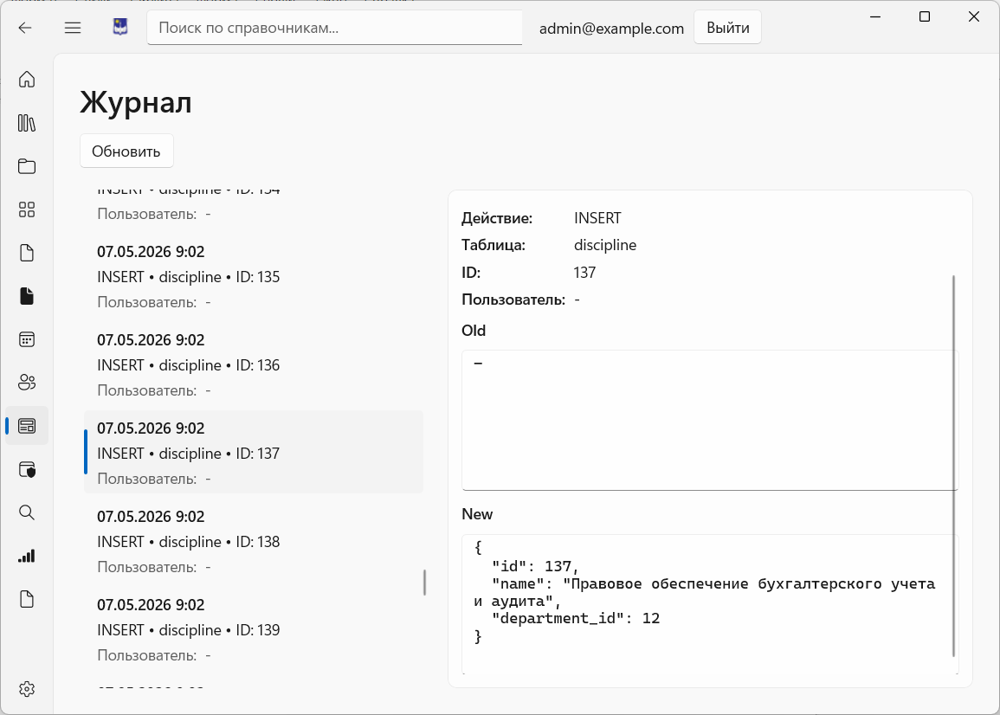 Поиск по справочникам...
admin@example.com
Выйти
Журнал
Обновить
INSERT • discipline • ID: 134
Пользователь: -
07.05.2026 9:02
INSERT • discipline • ID: 135
Пользователь: -
07.05.2026 9:02
INSERT • discipline • ID: 136
Пользователь: -
07.05.2026 9:02
INSERT • discipline • ID: 137
Пользователь: -
07.05.2026 9:02
INSERT • discipline • ID: 138
Пользователь: -
07.05.2026 9:02
INSERT • discipline • ID: 139
Пользователь: -
Действие: INSERT
Таблица: discipline
ID: 137
Пользователь: -
Old
—
New
{
"id": 137,
"name": "Правовое обеспечение бухгалтерского учета
и аудита",
"department_id": 12
}